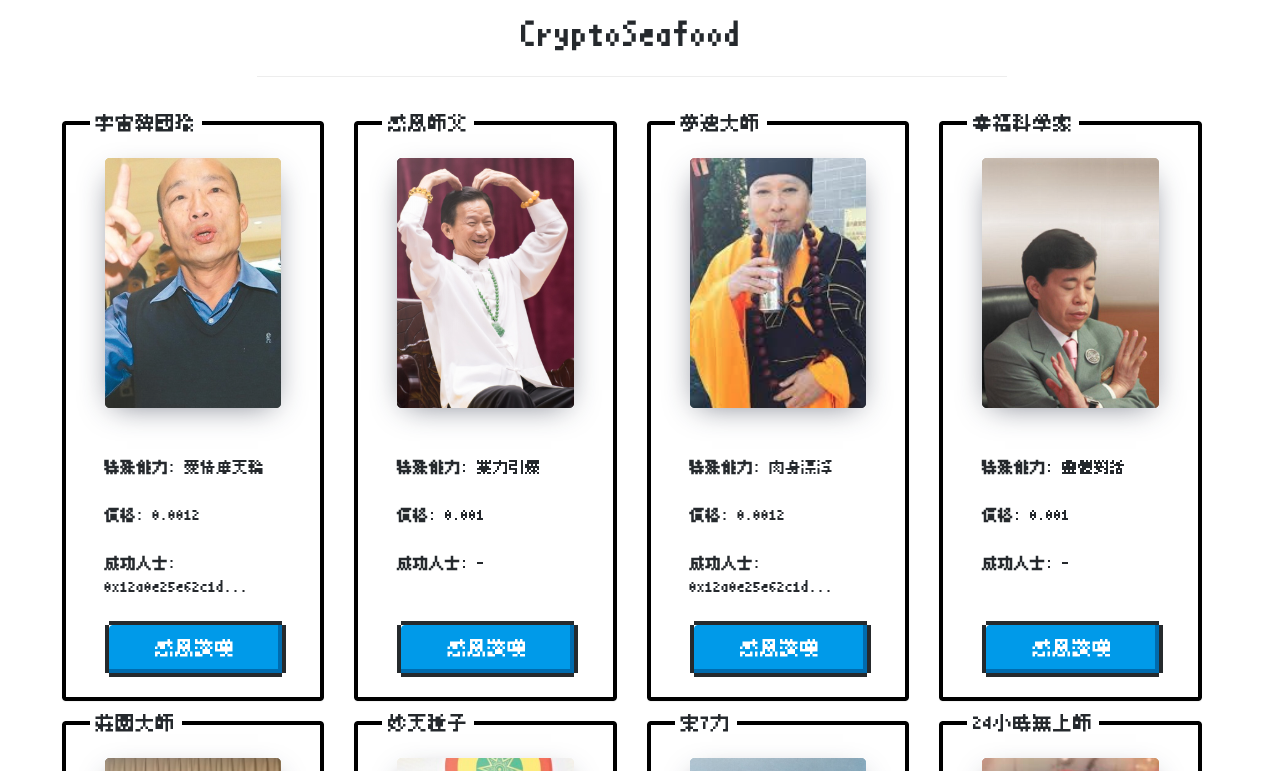 CryptoSeafood
宇宙韓國瑜
感恩師父
夢遮大師
幸福科学家
特殊能力: 愛情摩天輪
特殊能力: 業力引爆
特殊能力: 肉身漂浮
特殊能力: 靈體對話
價格: 0.0012
價格: 0.001
價格: 0.0012
價格: 0.001
成功人士:
0x12a0e25e62c1d...
成功人士: -
成功人士:
0x12a0e25e62c1d...
成功人士: -
感恩讚嘆
感恩讚嘆
感恩讚嘆
感恩讚嘆
莊圓大師
妙天種子
宋7力
24小時無上師